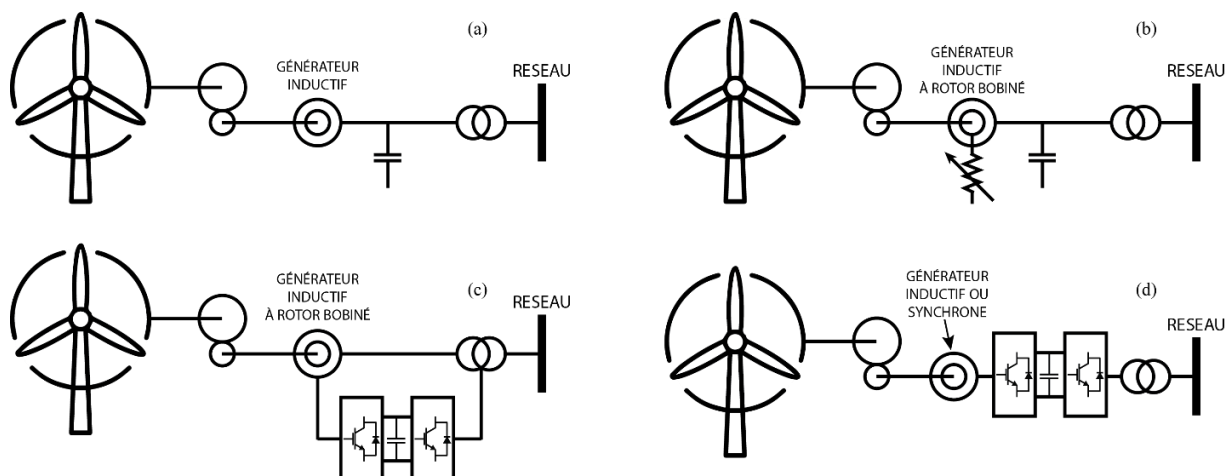 (a)
GÉNÉRATEUR
INDUCTIF
RESEAU
(b)
GÉNÉRATEUR
INDUCTIF
À ROTOR BOBINÉ
RESEAU
(c)
GÉNÉRATEUR
INDUCTIF
À ROTOR BOBINÉ
RESEAU
(d)
GÉNÉRATEUR
INDUCTIF OU
SYNCHRONE
RESEAU